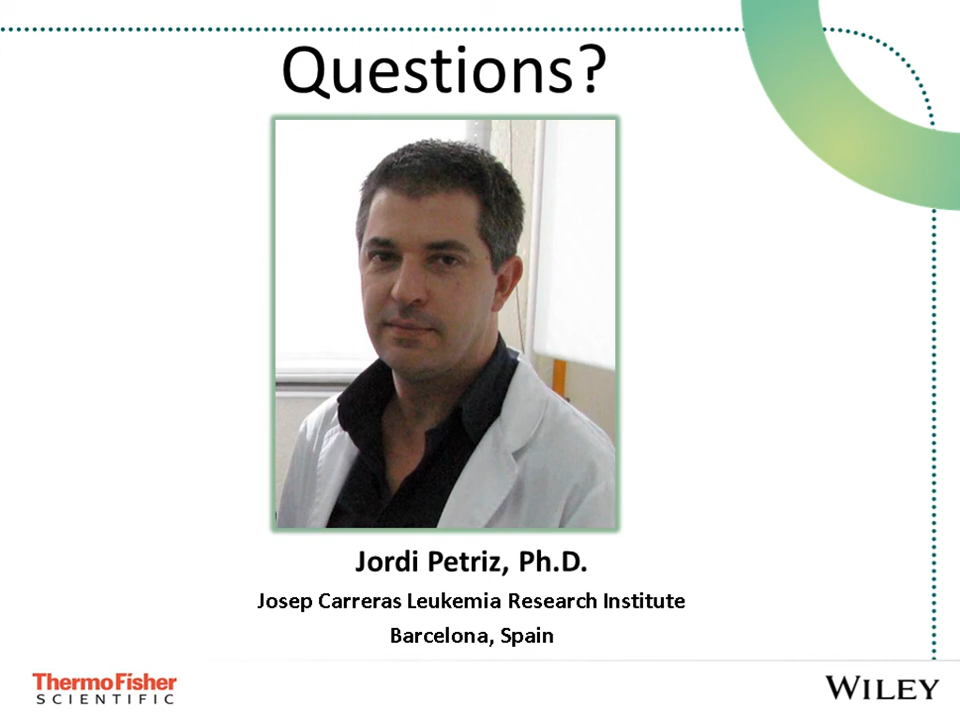 Questions?
Jordi Petriz, Ph.D.
Josep Carreras Leukemia Research Institute
Barcelona, Spain
ThermoFisher
SCIENTIFIC
WILEY